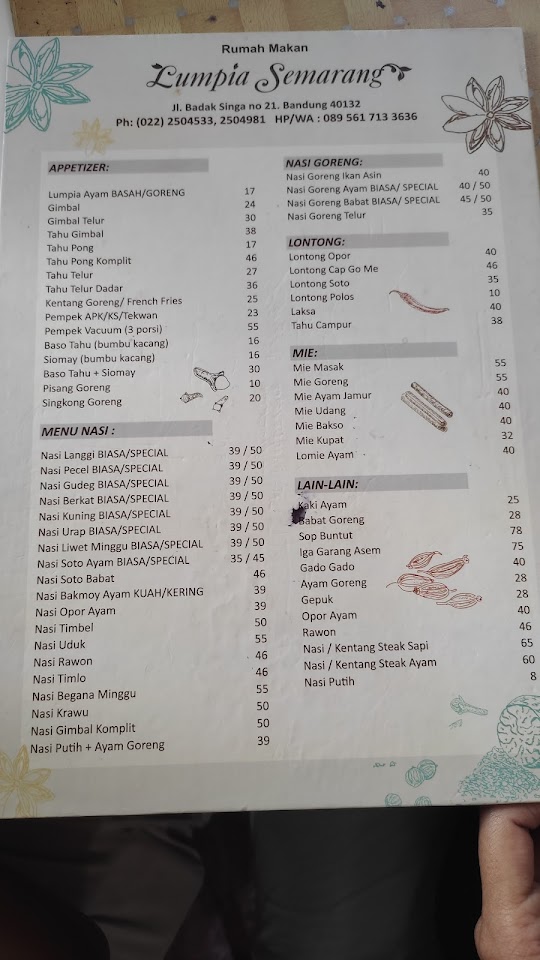 Rumah Makan
Lumpia Semarang
Jl. Badak Singa no 21. Bandung 40132
Ph: (022) 2504533, 2504981 HP/WA : 089 561 713 3636
APPETIZER:
Lumpia Ayam BASAH/GORENG 17
Gimbal 24
Gimbal Telur 30
Tahu Gimbal 38
Tahu Pong 17
Tahu Pong Komplit 46
Tahu Telur 27
Tahu Telur Dadar 36
Kentang Goreng/ French Fries 25
Pempek APK/KS/Tekwan 23
Pempek Vacuum (3 porsi) 55
Baso Tahu (bumbu kacang) 16
Siomay (bumbu kacang) 16
Baso Tahu + Siomay 30
Pisang Goreng 10
Singkong Goreng 20
MENU NASI :
Nasi Langgi BIASA/SPECIAL 39 / 50
Nasi Pecel BIASA/SPECIAL 39 / 50
Nasi Gudeg BIASA/SPECIAL 39 / 50
Nasi Berkat BIASA/SPECIAL 39 / 50
Nasi Kuning BIASA/SPECIAL 39 / 50
Nasi Urap BIASA/SPECIAL 39 / 50
Nasi Liwet Minggu BIASA/SPECIAL 39 / 50
Nasi Soto Ayam BIASA/SPECIAL 35 / 45
Nasi Soto Babat 46
Nasi Bakmoy Ayam KUAH/KERING 39
Nasi Opor Ayam 39
Nasi Timbel 50
Nasi Uduk 55
Nasi Rawon 46
Nasi Timlo 46
Nasi Begana Minggu 55
Nasi Krawu 50
Nasi Gimbal Komplit 50
Nasi Putih + Ayam Goreng 39
NASI GORENG:
Nasi Goreng Ikan Asin 40
Nasi Goreng Ayam BIASA/ SPECIAL 40 / 50
Nasi Goreng Babat BIASA/ SPECIAL 45 / 50
Nasi Goreng Telur 35
LONTONG:
Lontong Opor 40
Lontong Cap Go Me 46
Lontong Soto 35
Lontong Polos 10
Laksa 40
Tahu Campur 38
MIE:
Mie Masak 55
Mie Goreng 55
Mie Ayam Jamur 40
Mie Udang 40
Mie Bakso 40
Mie Kupat 32
Lomie Ayam 40
LAIN-LAIN:
Kaki Ayam 25
Babat Goreng 28
Sop Buntut 78
Iga Garang Asem 75
Gado Gado 40
Ayam Goreng 28
Gepuk 28
Opor Ayam 40
Rawon 46
Nasi / Kentang Steak Sapi 65
Nasi / Kentang Steak Ayam 60
Nasi Putih 8